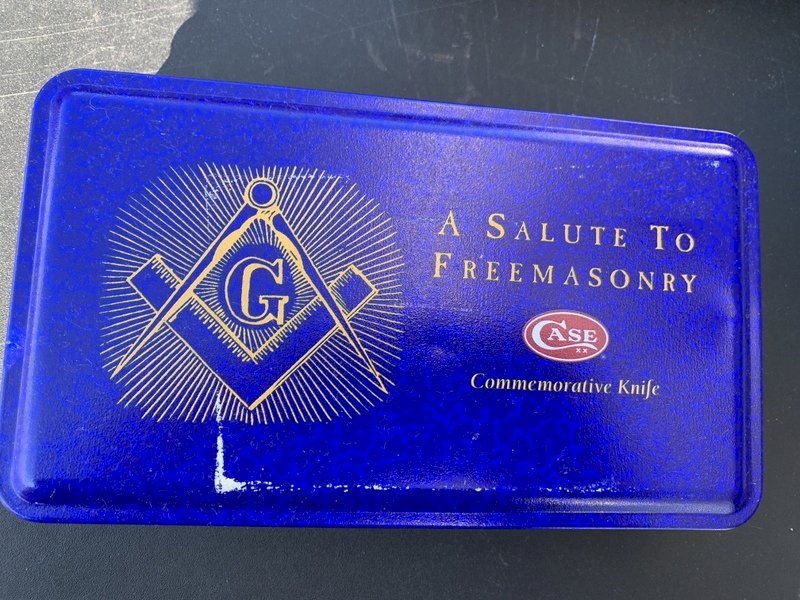 G
A SALUTE TO
FREEMASONRY
CASE
XX
Commemorative Knife